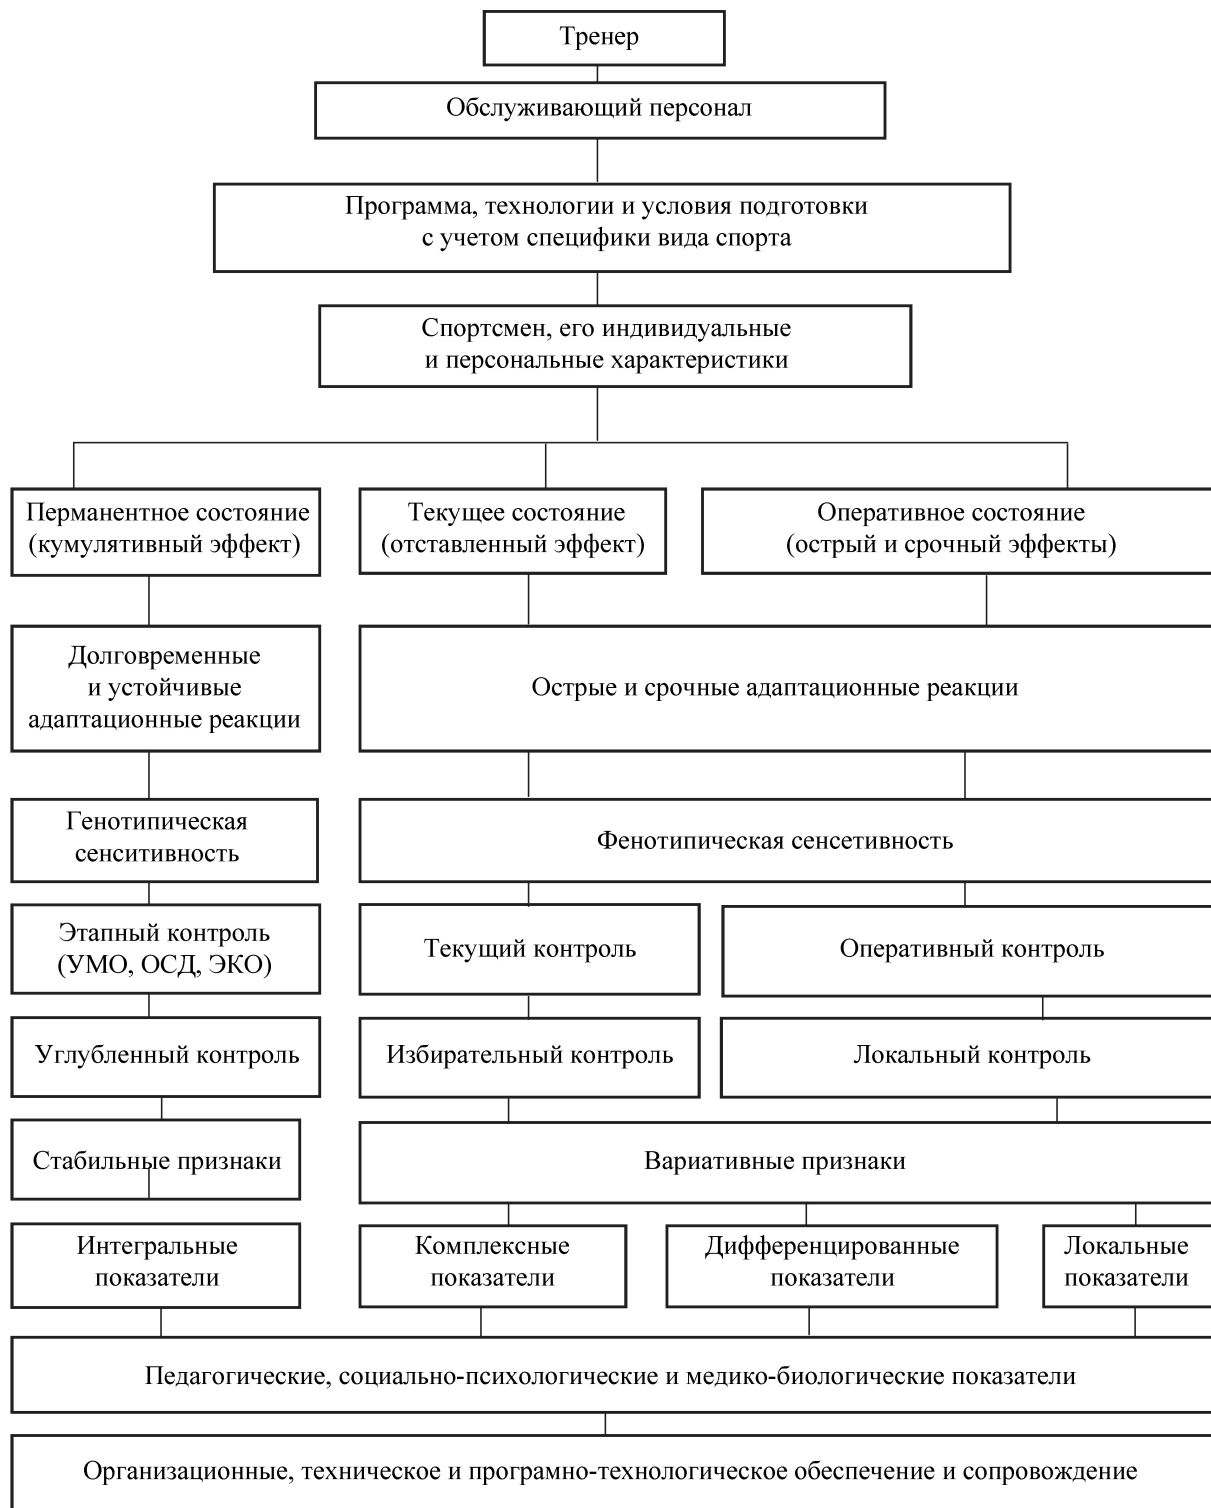 Тренер
Обслуживающий персонал
Программа, технологии и условия подготовки
с учетом специфики вида спорта
Спортсмен, его индивидуальные
и персональные характеристики
Перманентное состояние
(кумулятивный эффект)
Текущее состояние
(отставленный эффект)
Оперативное состояние
(острый и срочный эффекты)
Долговременные
и устойчивые
адаптационные реакции
Острые и срочные адаптационные реакции
Генотипическая
сенситивность
Фенотипическая сенсетивность
Этапный контроль
(УМО, ОСД, ЭКО)
Текущий контроль
Оперативный контроль
Углубленный контроль
Избирательный контроль
Локальный контроль
Стабильные признаки
Вариативные признаки
Интегральные
показатели
Комплексные
показатели
Дифференцированные
показатели
Локальные
показатели
Педагогические, социально-психологические и медико-биологические показатели
Организационные, техническое и програмно-технологическое обеспечение и сопровождение